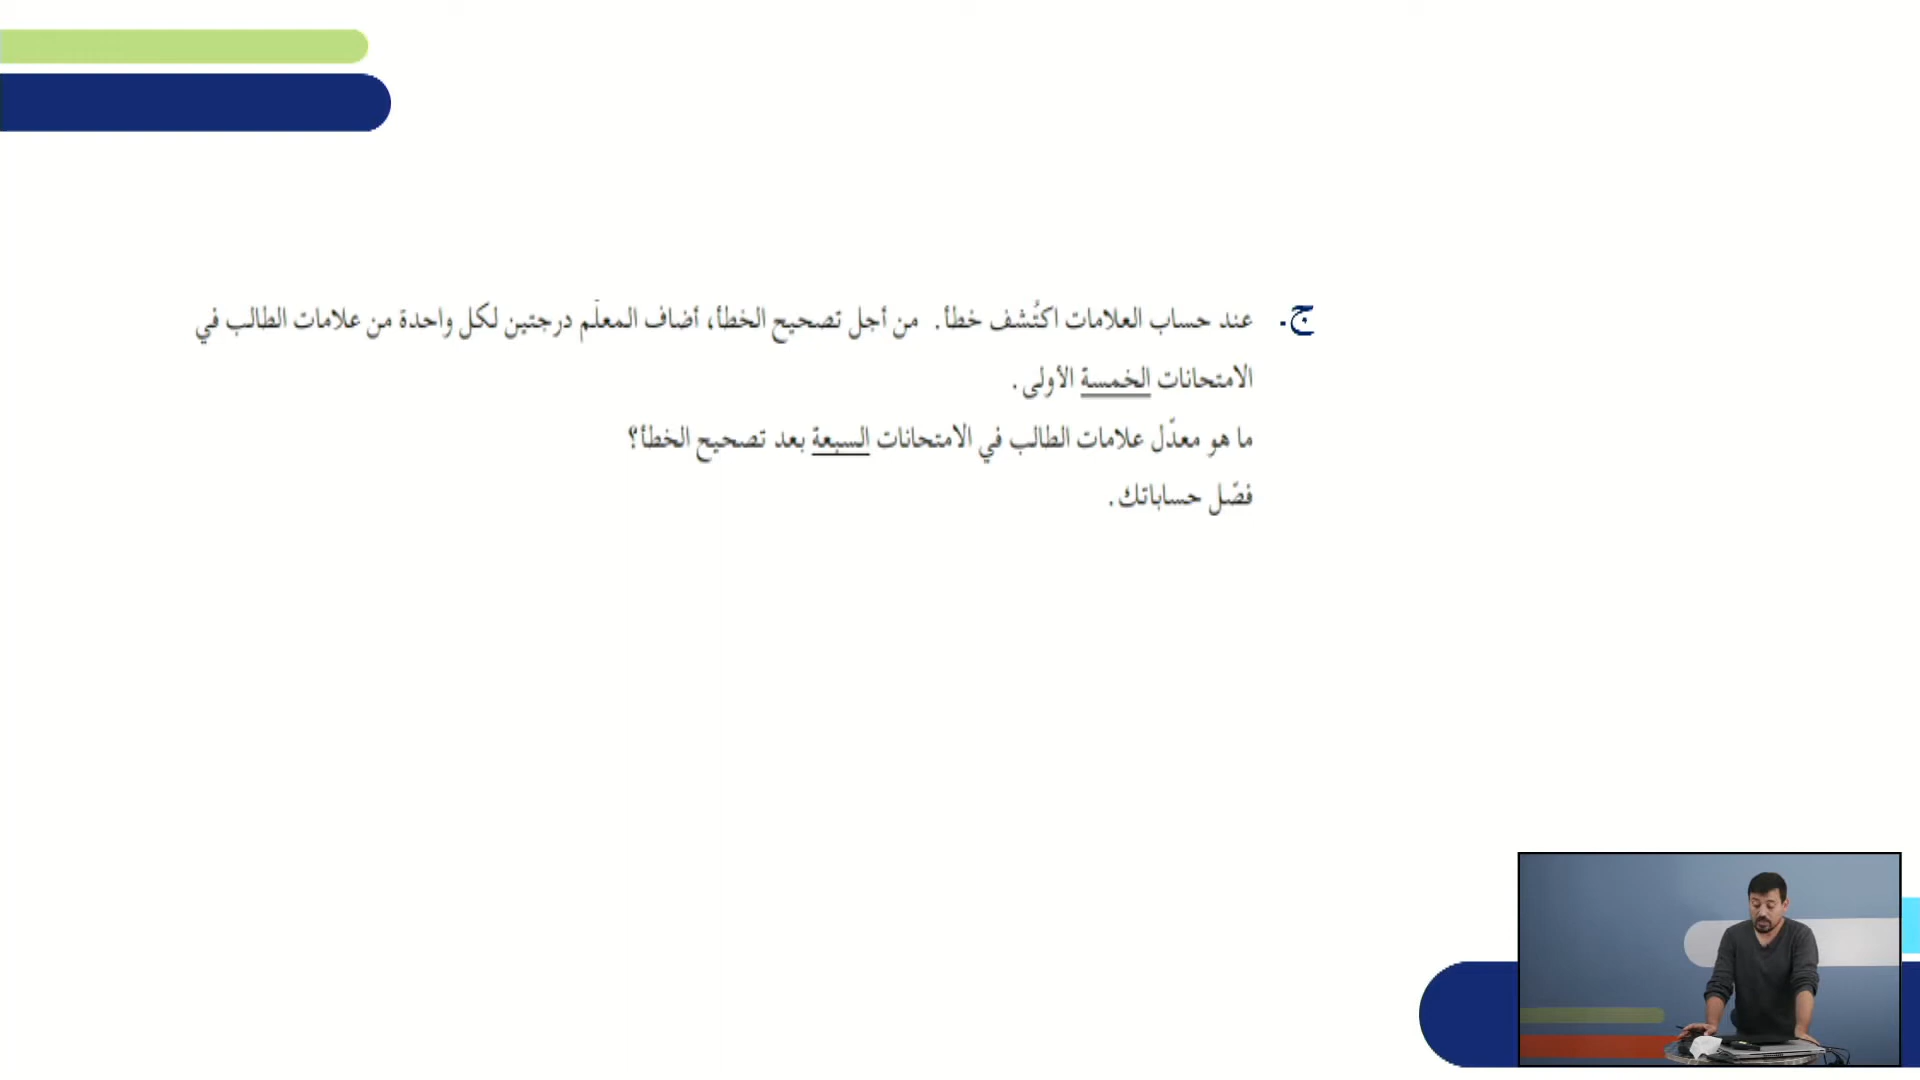 ج. عند حساب العلامات اكتُشف خطأ. من أجل تصحيح الخطأ، أضاف المعلّم درجتين لكل واحدة من علامات الطالب في
الامتحانات الخمسة الأولى.
ما هو معدّل علامات الطالب في الامتحانات السبعة بعد تصحيح الخطأ؟
فصّل حساباتك.